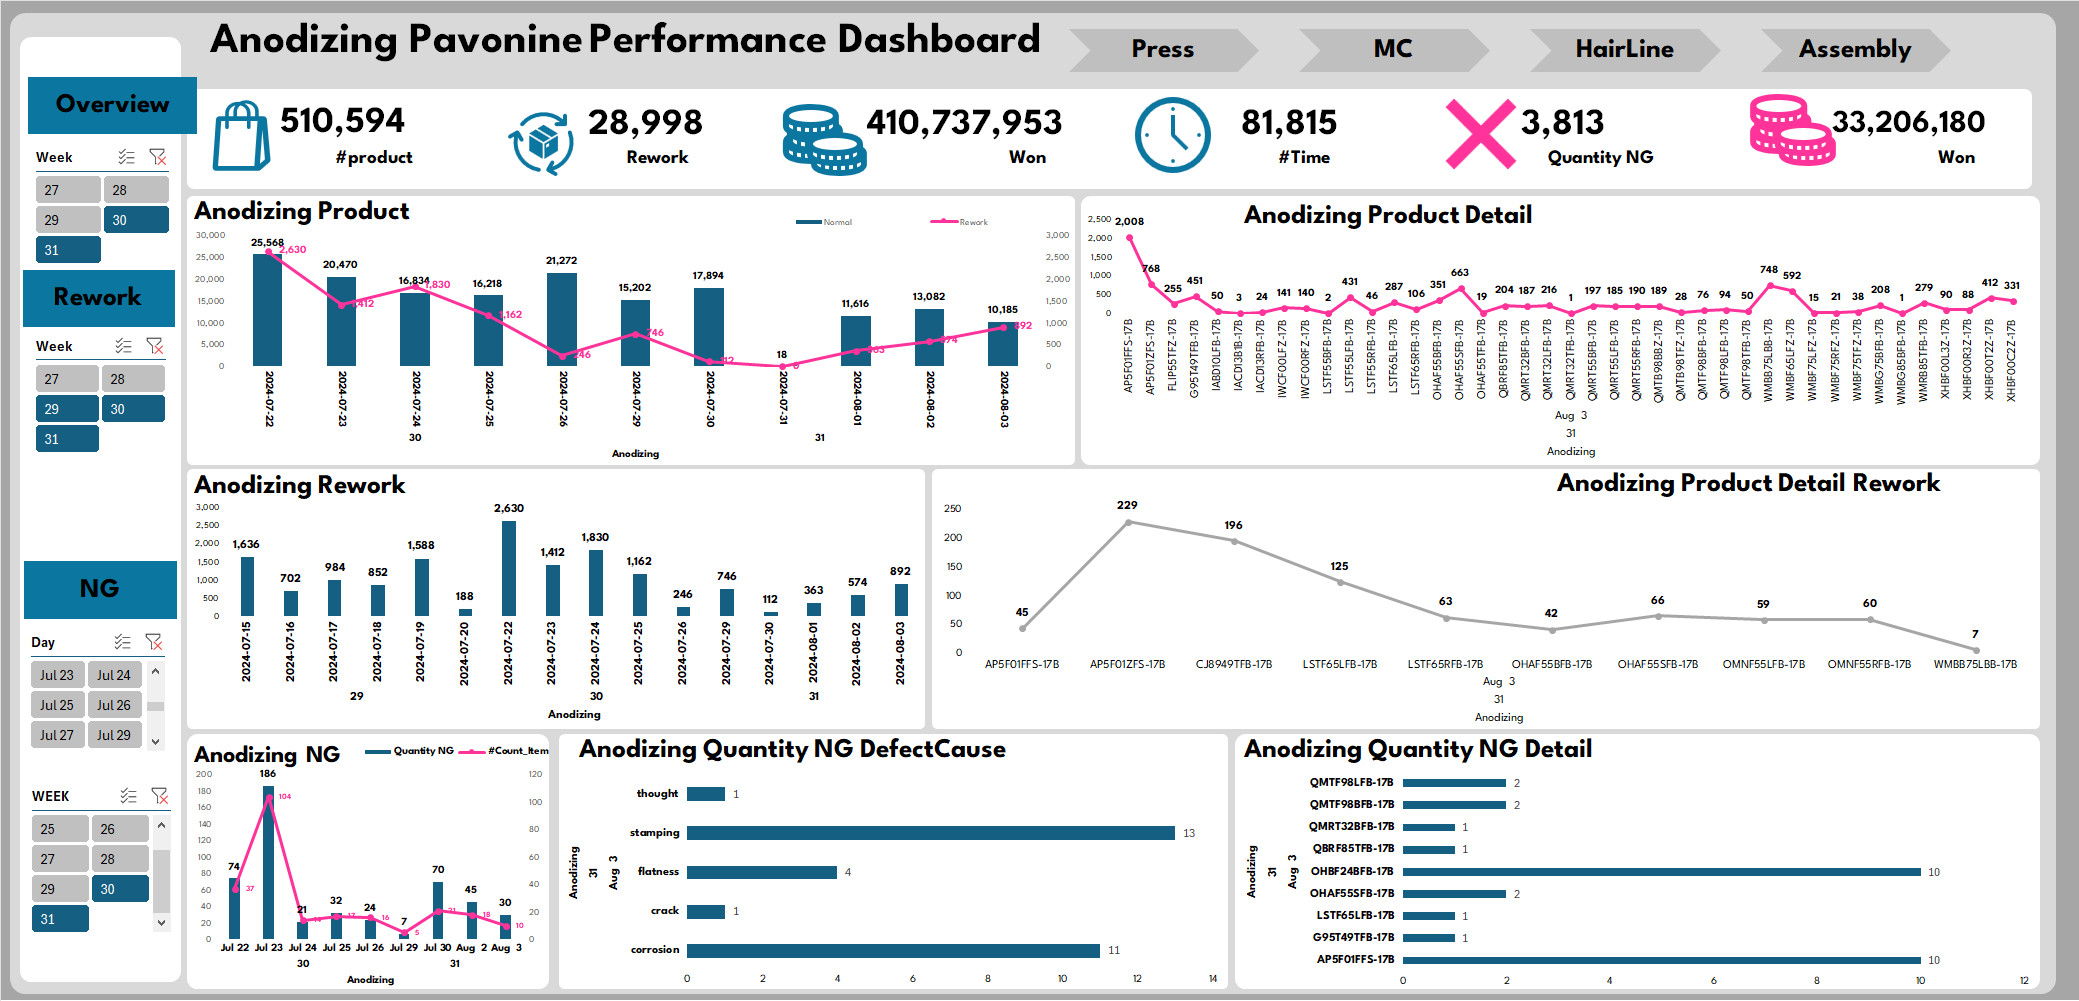 Anodizing Pavonine Performance Dashboard
Press
MC
HairLine
Assembly
Overview
510,594
#product
28,998
Rework
410,737,953
Won
81,815
#Time
3,813
Quantity NG
33,206,180
Won
Week
27 28
29 30
31
Rework
Week
27 28
29 30
31
NG
Day
Jul 23 Jul 24
Jul 25 Jul 26
Jul 27 Jul 29
WEEK
25 26
27 28
29 30
31
Anodizing Product
Normal Rework
30,000
25,000
20,000
15,000
10,000
5,000
0
3,000
2,500
2,000
1,500
1,000
500
0
25,568 20,470 16,834 16,218 21,272 15,202 17,894 18 11,616 13,082 10,185
2,630 1,830 1,162
2024-07-22 2024-07-23 2024-07-24 2024-07-25 2024-07-26 2024-07-29 2024-07-30 2024-07-31 2024-08-01 2024-08-02 2024-08-03
30 31
Anodizing
Anodizing Product Detail
2,500
2,000
1,500
1,000
500
0
2,008 768 255 451 50 3 24 141 140 2 431 46 287 106 351 663 19 204 187 216 1 197 185 190 189 28 76 94 50 748 592 15 21 38 208 1 279 90 88 412 331
AP5F01FFS-17B AP5F01ZFS-17B FLIP55TFZ-17B G95T49TFB-17B IABD10LFB-17B IACD13B1B-17B IACD13RFB-17B IWCF00LFZ-17B IWCF00RFZ-17B LSTF55BFB-17B LSTF55LFB-17B LSTF55RFB-17B LSTF65LFB-17B LSTF65RFB-17B OHAF55BFB-17B OHAF55SFB-17B OHAF55TFB-17B QBRF85TFB-17B QMRT32BFB-17B QMRT32LFB-17B QMRT32TFB-17B QMRT55BFB-17B QMRT55LFB-17B QMRT55RFB-17B QMTB98BBZ-17B QMTB98TFZ-17B QMTF98BFB-17B QMTF98LFB-17B QMTF98TFB-17B WMBB75LBB-17B WMBF65LFZ-17B WMBF75LFZ-17B WMBF75RFZ-17B WMBF75TFZ-17B WMBG75BFB-17B WMBG85BFB-17B WMRB85TFB-17B XHBF00L3Z-17B XHBF00R3Z-17B XHBF00T2Z-17B XHBF00C2Z-17B
Aug 3
31
Anodizing
Anodizing Rework
3,000
2,500
2,000
1,500
1,000
500
0
1,636 702 984 852 1,588 188 2,630 1,412 1,830 1,162 246 746 112 363 574 892
2024-07-15 2024-07-16 2024-07-17 2024-07-18 2024-07-19 2024-07-20 2024-07-22 2024-07-23 2024-07-24 2024-07-25 2024-07-26 2024-07-29 2024-07-30 2024-08-01 2024-08-02 2024-08-03
29 30 31
Anodizing
Anodizing Product Detail Rework
250
200
150
100
50
0
45 229 196 125 63 42 66 59 60 7
AP5F01FFS-17B AP5F01ZFS-17B CJ8949TFB-17B LSTF65LFB-17B LSTF65RFB-17B OHAF55BFB-17B OHAF55SFB-17B OMNF55LFB-17B OMNF55RFB-17B WMBB75LBB-17B
Aug 3
31
Anodizing
Anodizing NG
Quantity NG #Count_Item
200
180
160
140
120
100
80
60
40
20
0
120
100
80
60
40
20
0
74 186 21 32 24 7 70 45 30
37 104 17 16 5 21 18 10
Jul 22 Jul 23 Jul 24 Jul 25 Jul 26 Jul 29 Jul 30 Aug 2 Aug 3
30 31
Anodizing
Anodizing Quantity NG DefectCause
Anodizing
31
Aug 3
thought 1
stamping 13
flatness 4
crack 1
corrosion 11
0 2 4 6 8 10 12 14
Anodizing Quantity NG Detail
Anodizing
31
Aug 3
QMTF98LFB-17B 2
QMTF98BFB-17B 2
QMRT32BFB-17B 1
QBRF85TFB-17B 1
OHBF24BFB-17B 10
OHAF55SFB-17B 2
LSTF65LFB-17B 1
G95T49TFB-17B 1
AP5F01FFS-17B 10
0 2 4 6 8 10 12